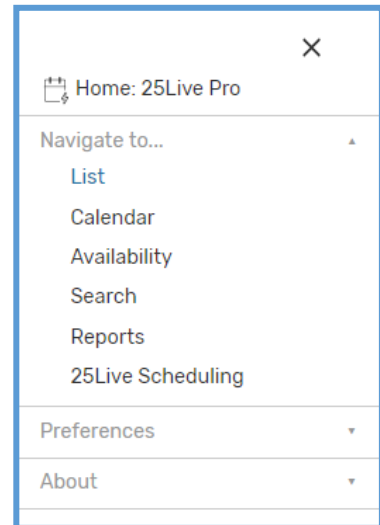 Home: 25Live Pro
Navigate to...
List
Calendar
Availability
Search
Reports
25Live Scheduling
Preferences
About